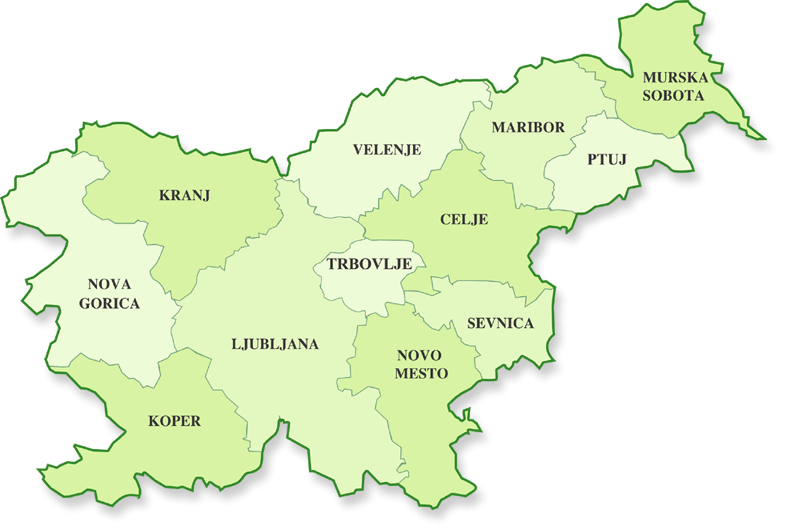 MURSKA
SOBOTA
MARIBOR
VELENJE
PTUJ
KRANJ
CELJE
TRBOVLJE
NOVA
GORICA
SEVNICA
LJUBLJANA
NOVO
MESTO
KOPER